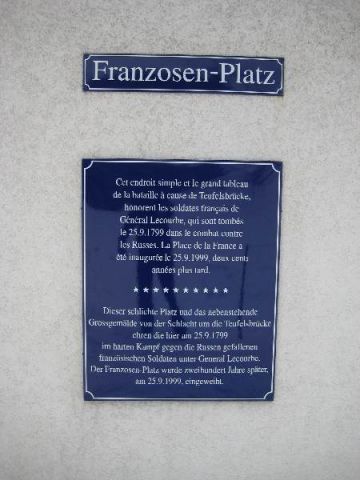 Franzosen-Platz
Cet endroit simple et le grand tableau
de la bataille à cause de Teufelsbrücke,
honorent les soldates français de
Général Lecourbe, qui sont tombés
le 25.9.1799 dans le combat contre
les Russes. La Place de la France a
été inaugurée le 25.9.1999, deux cents
années plus tard.
★ ★ ★ ★ ★ ★ ★ ★ ★ ★
Dieser schlichte Platz und das nebenstehende
Grossgemälde von der Schlacht um die Teufelsbrücke
ehren die hier am 25.9.1799
im harten Kampf gegen die Russen gefallenen
französischen Soldaten unter General Lecourbe.
Der Franzosen-Platz wurde zweihundert Jahre später,
am 25.9.1999, eingeweiht.